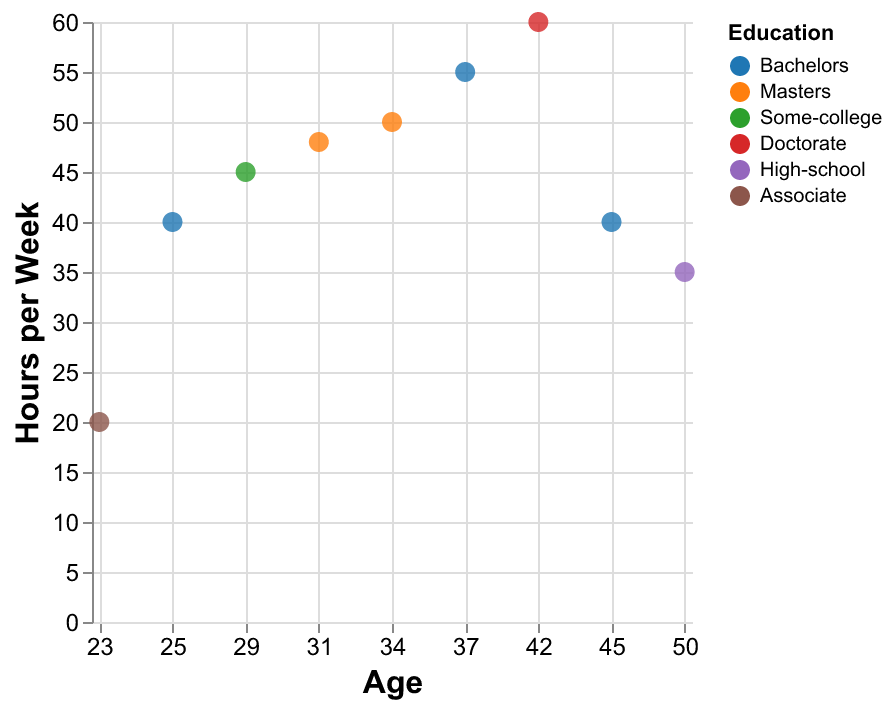 60
55
50
45
40
35
30
25
20
15
10
5
0
Hours per Week
23 25 29 31 34 37 42 45 50
Age
Education
Bachelors
Masters
Some-college
Doctorate
High-school
Associate